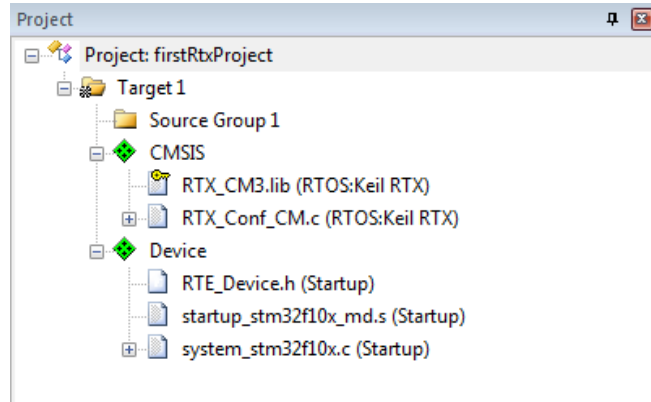 Project
Project: firstRtxProject
Target 1
Source Group 1
CMSIS
RTX_CM3.lib (RTOS:Keil RTX)
RTX_Conf_CM.c (RTOS:Keil RTX)
Device
RTE_Device.h (Startup)
startup_stm32f10x_md.s (Startup)
system_stm32f10x.c (Startup)